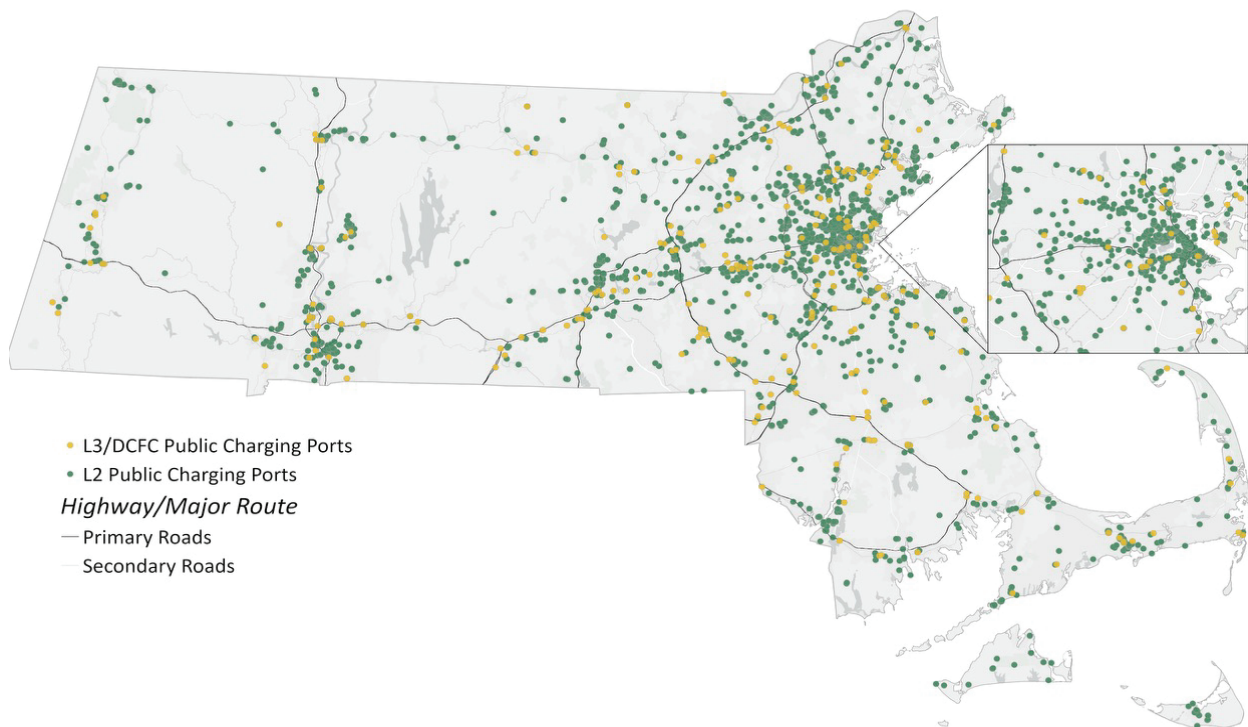 L3/DCFC Public Charging Ports
L2 Public Charging Ports
Highway/Major Route
Primary Roads
Secondary Roads